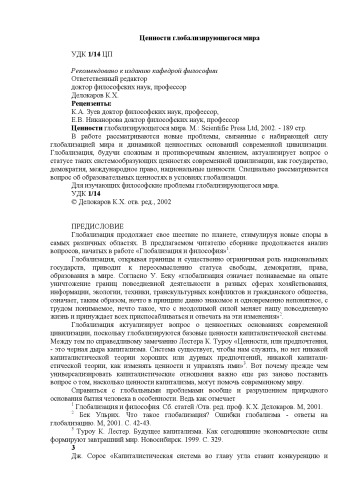 Ценности глобализирующегося мира
УДК 1/14 ЦП
Рекомендовано к изданию кафедрой философии
Ответственный редактор
доктор философских наук, профессор
Делокаров К.Х.
Рецензенты:
К.А. Зуев доктор философских наук, профессор,
Е.В. Никанорова доктор философских наук, профессор
Ценности глобализирующегося мира. М.: Scientific Press Ltd, 2002. - 189 стр.
В работе рассматриваются новые проблемы, связанные с набирающей силу
глобализацией мира и динамикой ценностных оснований современной цивилизации.
Глобализация, будучи сложным и противоречивым явлением, актуализирует вопрос о
статусе таких системообразующих ценностей современной цивилизации, как государство,
демократия, международное право, национальные ценности. Специально рассматривается
вопрос об образовательных ценностях в условиях глобализации.
Для изучающих философские проблемы глобализирующегося мира.
УДК 1/14
© Делокаров К.Х. отв. ред., 2002
ПРЕДИСЛОВИЕ
Глобализация продолжает свое шествие по планете, стимулируя новые споры в
самых различных областях. В предлагаемом читателю сборнике продолжается анализ
вопросов, начатых в работе «Глобализация и философия»1.
Глобализация, открывая границы и существенно ограничивая роль национальных
государств, приводит к переосмыслению статуса свободы, демократии, права,
образования в мире. Согласно У. Беку «глобализация означает познаваемые на опыте
уничтожение границ повседневной деятельности в разных сферах хозяйствования,
информации, экологии, техники, транскультурных конфликтов и гражданского общества,
означает, таким образом, нечто в принципе давно знакомое и одновременно непонятное, с
трудом понимаемое, нечто такое, что с неодолимой силой меняет нашу повседневную
жизнь и принуждает всех приспосабливаться и отвечать на эти изменения»2.
Глобализация актуализирует вопрос о ценностных основаниях современной
цивилизации, поскольку глобализируются базовые ценности капиталистической системы.
Между тем по справедливому замечанию Лестера К. Туроу «Ценности, или предпочтения,
- это черная дыра капитализма. Система существует, чтобы нам служить, но нет никакой
капиталистической теории хороших или дурных предпочтений, никакой капитали-
стической теории, как изменять ценности и управлять ими»3. Вот почему прежде чем
универсализировать капиталистические отношения важно еще раз заново поставить
вопрос о том, насколько ценности капитализма, могут помочь современному миру.
Справиться с глобальными проблемами вообще и разрушением природного
основания бытия человека в особенности. Ведь как отмечает
1 Глобализация и философия. Сб. статей /Отв. ред. проф. К.Х. Делокаров. М, 2001.
2 Бек Ульрих. Что такое глобализация? Ошибки глобализма - ответы на
глобализацию. М, 2001. С. 42-43.
3 Туроу К. Лестер. Будущее капитализма. Как сегодняшние экономические силы
формируют завтрашний мир. Новосибирск. 1999. С. 329.
3
Дж. Сорос «Капиталистическая система во главу угла ставит конкуренцию и